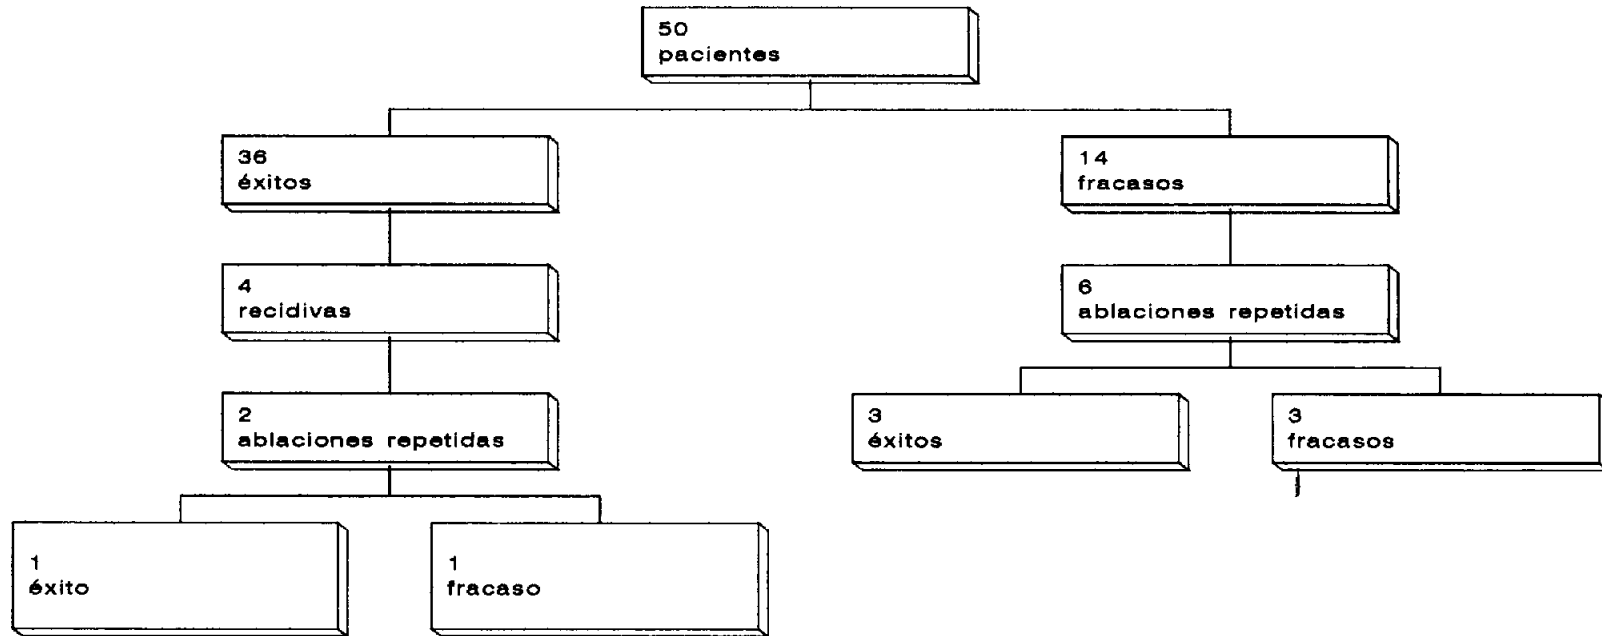 50
pacientes
36
éxitos
14
fracasos
4
recidivas
6
ablaciones repetidas
2
ablaciones repetidas
3
éxitos
3
fracasos
1
éxito
1
fracaso